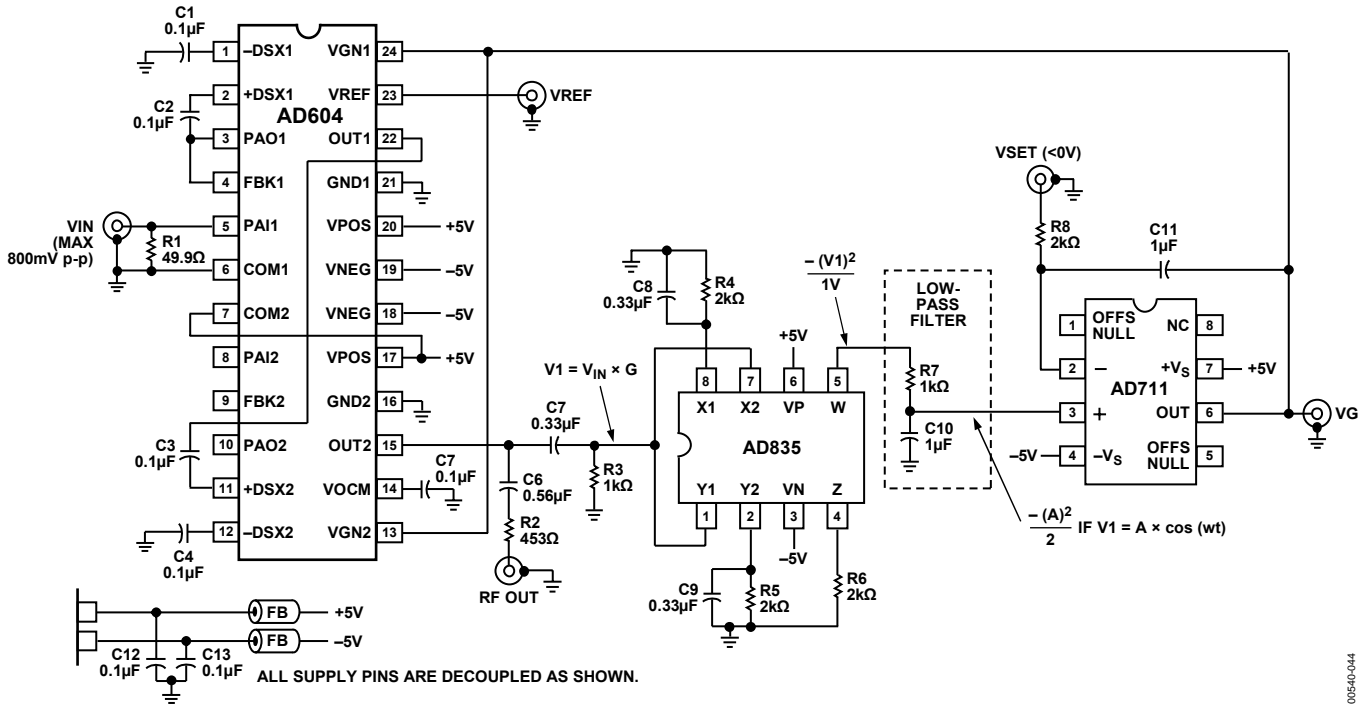 C1
0.1µF
1
–DSX1
VGN1
24
2
+DSX1
VREF
23
VREF
C2
0.1µF
AD604
3
PAO1
OUT1
22
4
FBK1
GND1
21
VIN
(MAX
800mV p-p)
R1
49.9Ω
5
PAI1
VPOS
20
+5V
6
COM1
VNEG
19
–5V
7
COM2
VNEG
18
–5V
8
PAI2
VPOS
17
+5V
9
FBK2
GND2
16
C3
0.1µF
10
PAO2
OUT2
15
11
+DSX2
VOCM
14
C7
0.1µF
12
–DSX2
VGN2
13
C4
0.1µF
C6
0.56µF
R2
453Ω
RF OUT
C7
0.33µF
V1 = VIN × G
R3
1kΩ
C8
0.33µF
R4
2kΩ
– (V1)2
1V
+5V
8
7
6
5
X1
X2
VP
W
AD835
Y1
Y2
VN
Z
1
2
3
4
–5V
C9
0.33µF
R5
2kΩ
R6
2kΩ
LOW-
PASS
FILTER
R7
1kΩ
C10
1µF
– (A)2
2
IF V1 = A × cos (wt)
VSET (<0V)
R8
2kΩ
C11
1µF
1
OFFS
NULL
NC
8
2
–
+VS
7
+5V
AD711
3
+
OUT
6
VG
–5V
4
–VS
OFFS
NULL
5
FB
+5V
FB
–5V
C12
0.1µF
C13
0.1µF
ALL SUPPLY PINS ARE DECOUPLED AS SHOWN.
00540-044